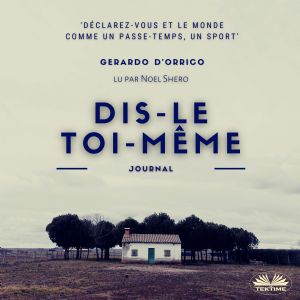 'DÉCLAREZ-VOUS ET LE MONDE
COMME UN PASSE-TEMPS, UN SPORT'
GERARDO D'ORRICO
LU PAR NOEL SHERO
DIS-LE
TOI-MÊME
JOURNAL
TEKTIME